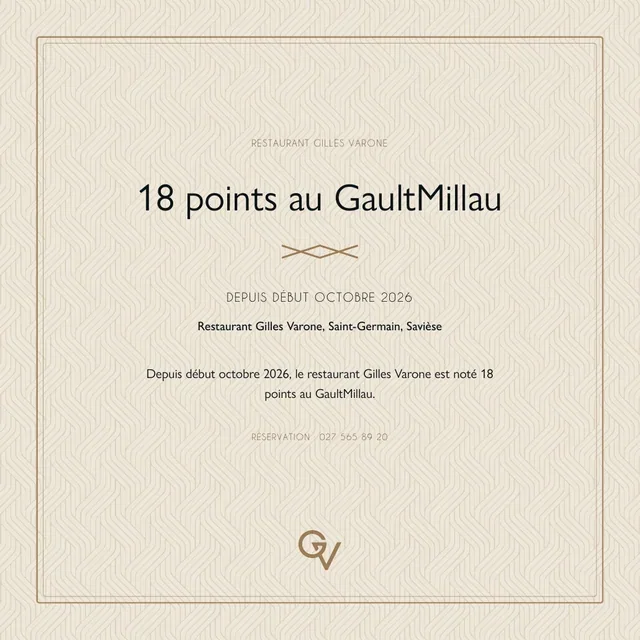 RESTAURANT GILLES VARONE
18 points au GaultMillau
DEPUIS DÉBUT OCTOBRE 2026
Restaurant Gilles Varone, Saint-Germain, Savièse
Depuis début octobre 2026, le restaurant Gilles Varone est noté 18
points au GaultMillau.
RÉSERVATION 027 565 89 20
GV